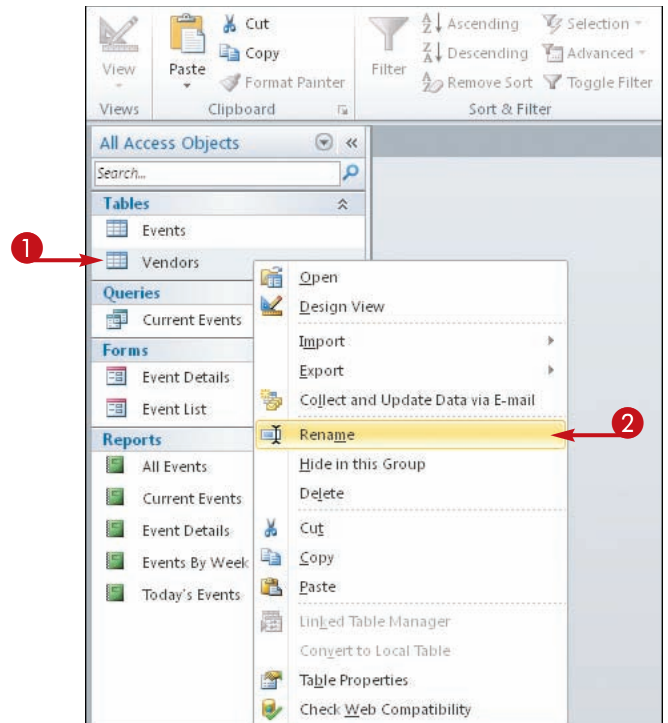 Cut
Copy
Format Painter
View
Paste
Views
Clipboard
Filter
Ascending
Descending
Remove Sort
Selection
Advanced
Toggle Filter
Sort & Filter
All Access Objects
Search...
Tables
Events
1
Vendors
Queries
Current Events
Forms
Event Details
Event List
Reports
All Events
Current Events
Event Details
Events By Week
Today's Events
Open
Design View
Import
Export
Collect and Update Data via E-mail
Rename
2
Hide in this Group
Delete
Cut
Copy
Paste
Linked Table Manager
Convert to Local Table
Table Properties
Check Web Compatibility